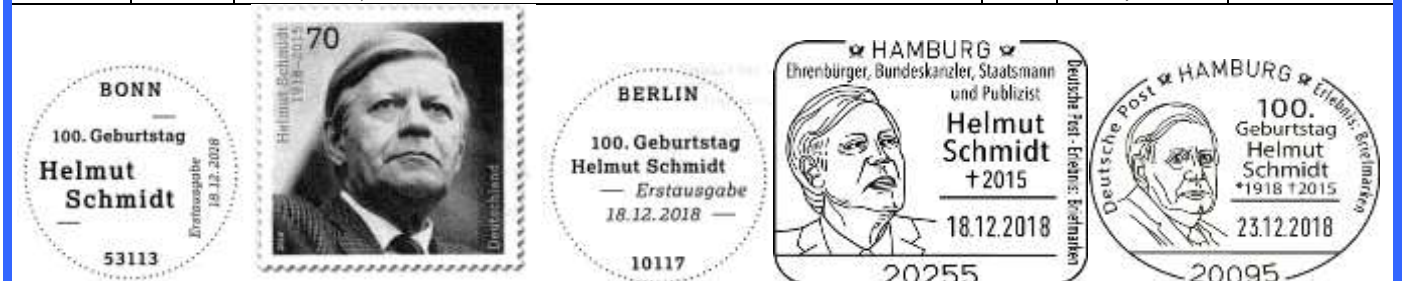 BONN
100. Geburtstag
Helmut
Schmidt
Erstausgabe
18.12.2018
53113
Helmut Schmidt
1918–2015
70
Deutschland
BERLIN
100. Geburtstag
Helmut Schmidt
— Erstausgabe
18.12.2018 —
10117
HAMBURG
Ehrenbürger, Bundeskanzler, Staatsmann
und Publizist
Helmut
Schmidt
†2015
18.12.2018
20255
Deutsche Post - Erlebnis: Briefmarken
Deutsche Post HAMBURG Erlebnis: Briefmarken
100.
Geburtstag
Helmut
Schmidt
*1918 †2015
23.12.2018
20095